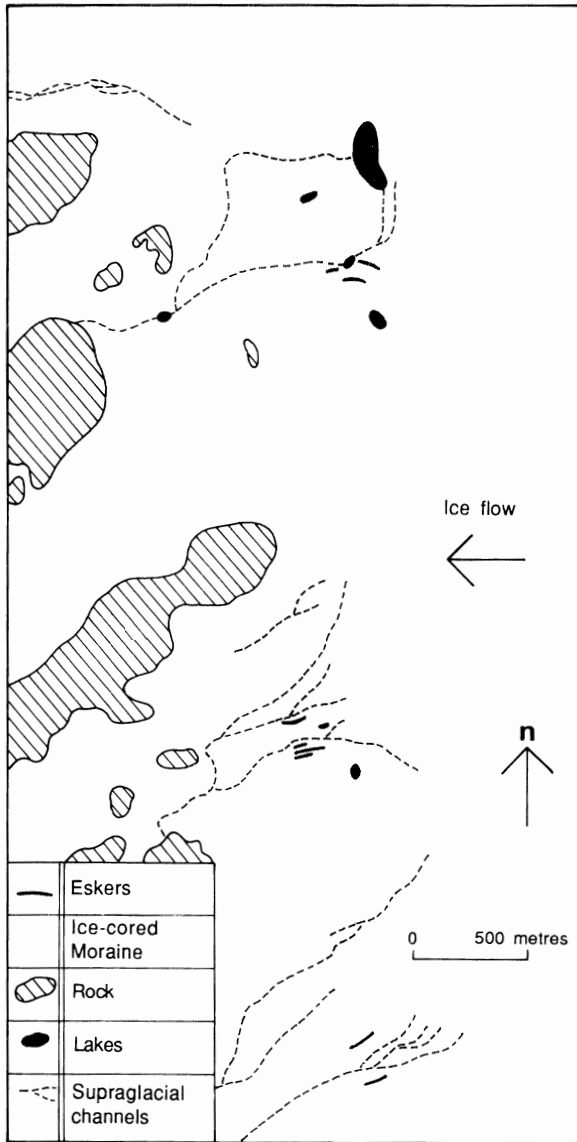 Ice flow
n
0 500 metres
Eskers
Ice-cored
Moraine
Rock
Lakes
Supraglacial
channels